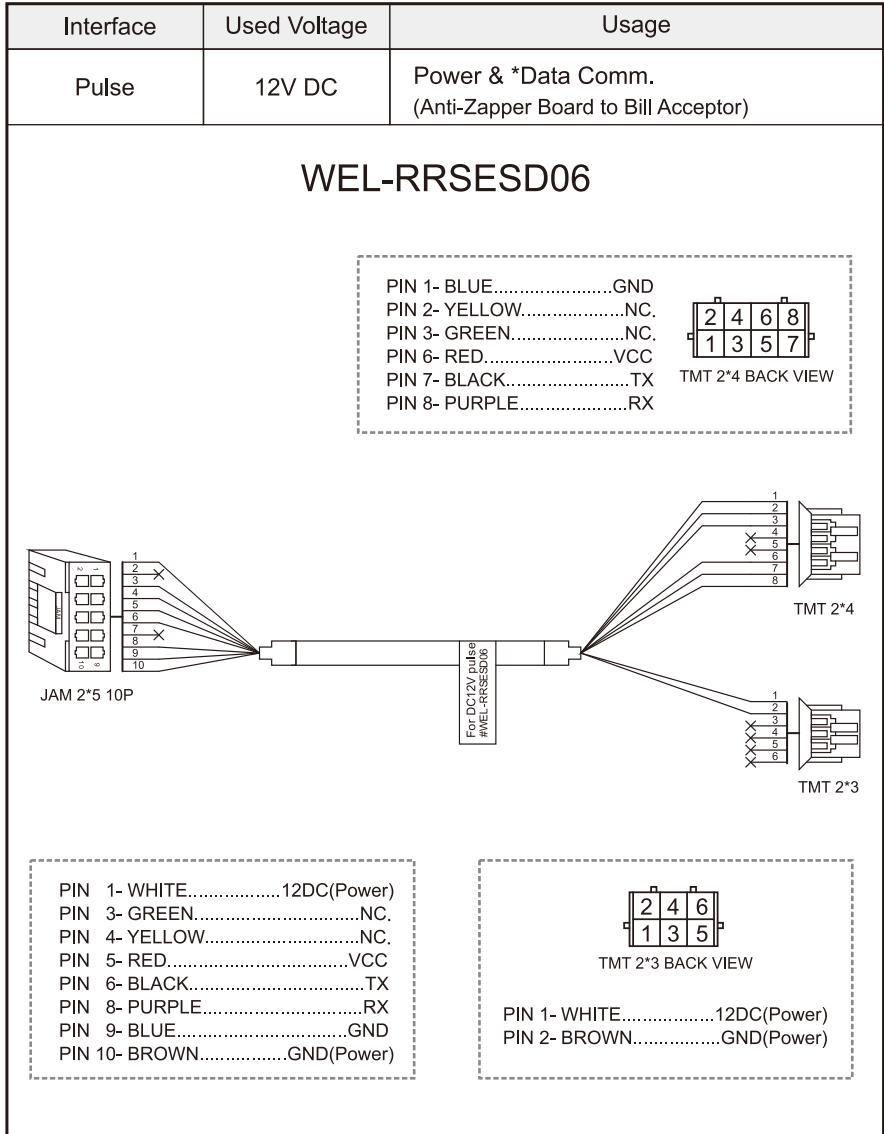 Interface Used Voltage Usage
Pulse 12V DC Power & *Data Comm.
(Anti-Zapper Board to Bill Acceptor)
WEL-RRSESD06
PIN 1- BLUE......................GND
PIN 2- YELLOW...................NC.
PIN 3- GREEN.....................NC.
PIN 6- RED........................VCC
PIN 7- BLACK.......................TX
PIN 8- PURPLE....................RX
2 4 6 8
1 3 5 7
TMT 2*4 BACK VIEW
1
2
3
4
5
6
7
8
TMT 2*4
2 1
JAM
10 9
1
2
3
4
5
6
7
8
9
10
JAM 2*5 10P
For DC12V pulse
#WEL-RRSESD06
1
2
3
4
5
6
TMT 2*3
PIN 1- WHITE.................12DC(Power)
PIN 3- GREEN..............................NC.
PIN 4- YELLOW............................NC.
PIN 5- RED.................................VCC
PIN 6- BLACK................................TX
PIN 8- PURPLE.............................RX
PIN 9- BLUE...............................GND
PIN 10- BROWN................GND(Power)
2 4 6
1 3 5
TMT 2*3 BACK VIEW
PIN 1- WHITE.................12DC(Power)
PIN 2- BROWN................GND(Power)